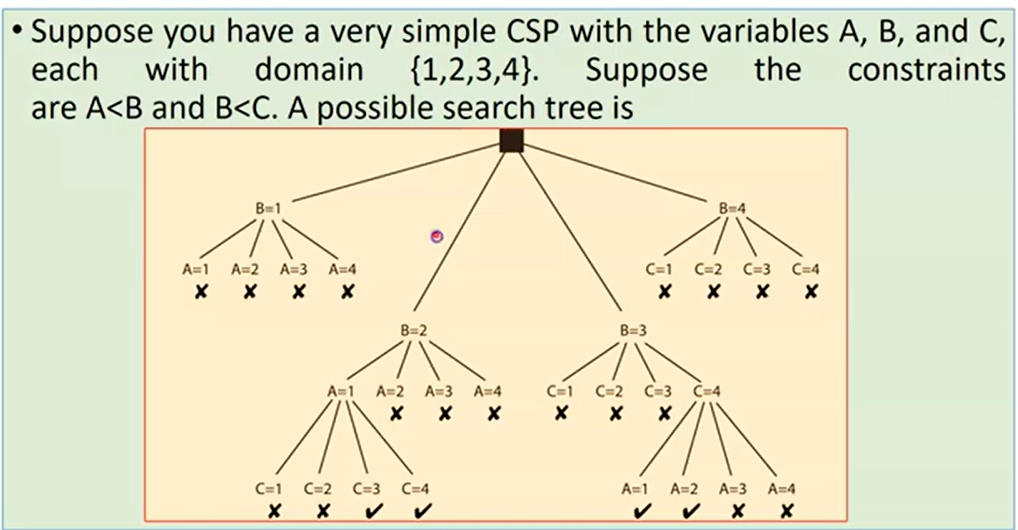 • Suppose you have a very simple CSP with the variables A, B, and C,
each with domain {1,2,3,4}. Suppose the constraints
are A<B and B<C. A possible search tree is
B=1 B=4
A=1 A=2 A=3 A=4 C=1 C=2 C=3 C=4
✘ ✘ ✘ ✘ ✘ ✘ ✘ ✘
B=2 B=3
A=1 A=2 A=3 A=4 C=1 C=2 C=3 C=4
✘ ✘ ✘ ✘ ✘ ✘
C=1 C=2 C=3 C=4 A=1 A=2 A=3 A=4
✘ ✘ ✔ ✔ ✔ ✔ ✘ ✘